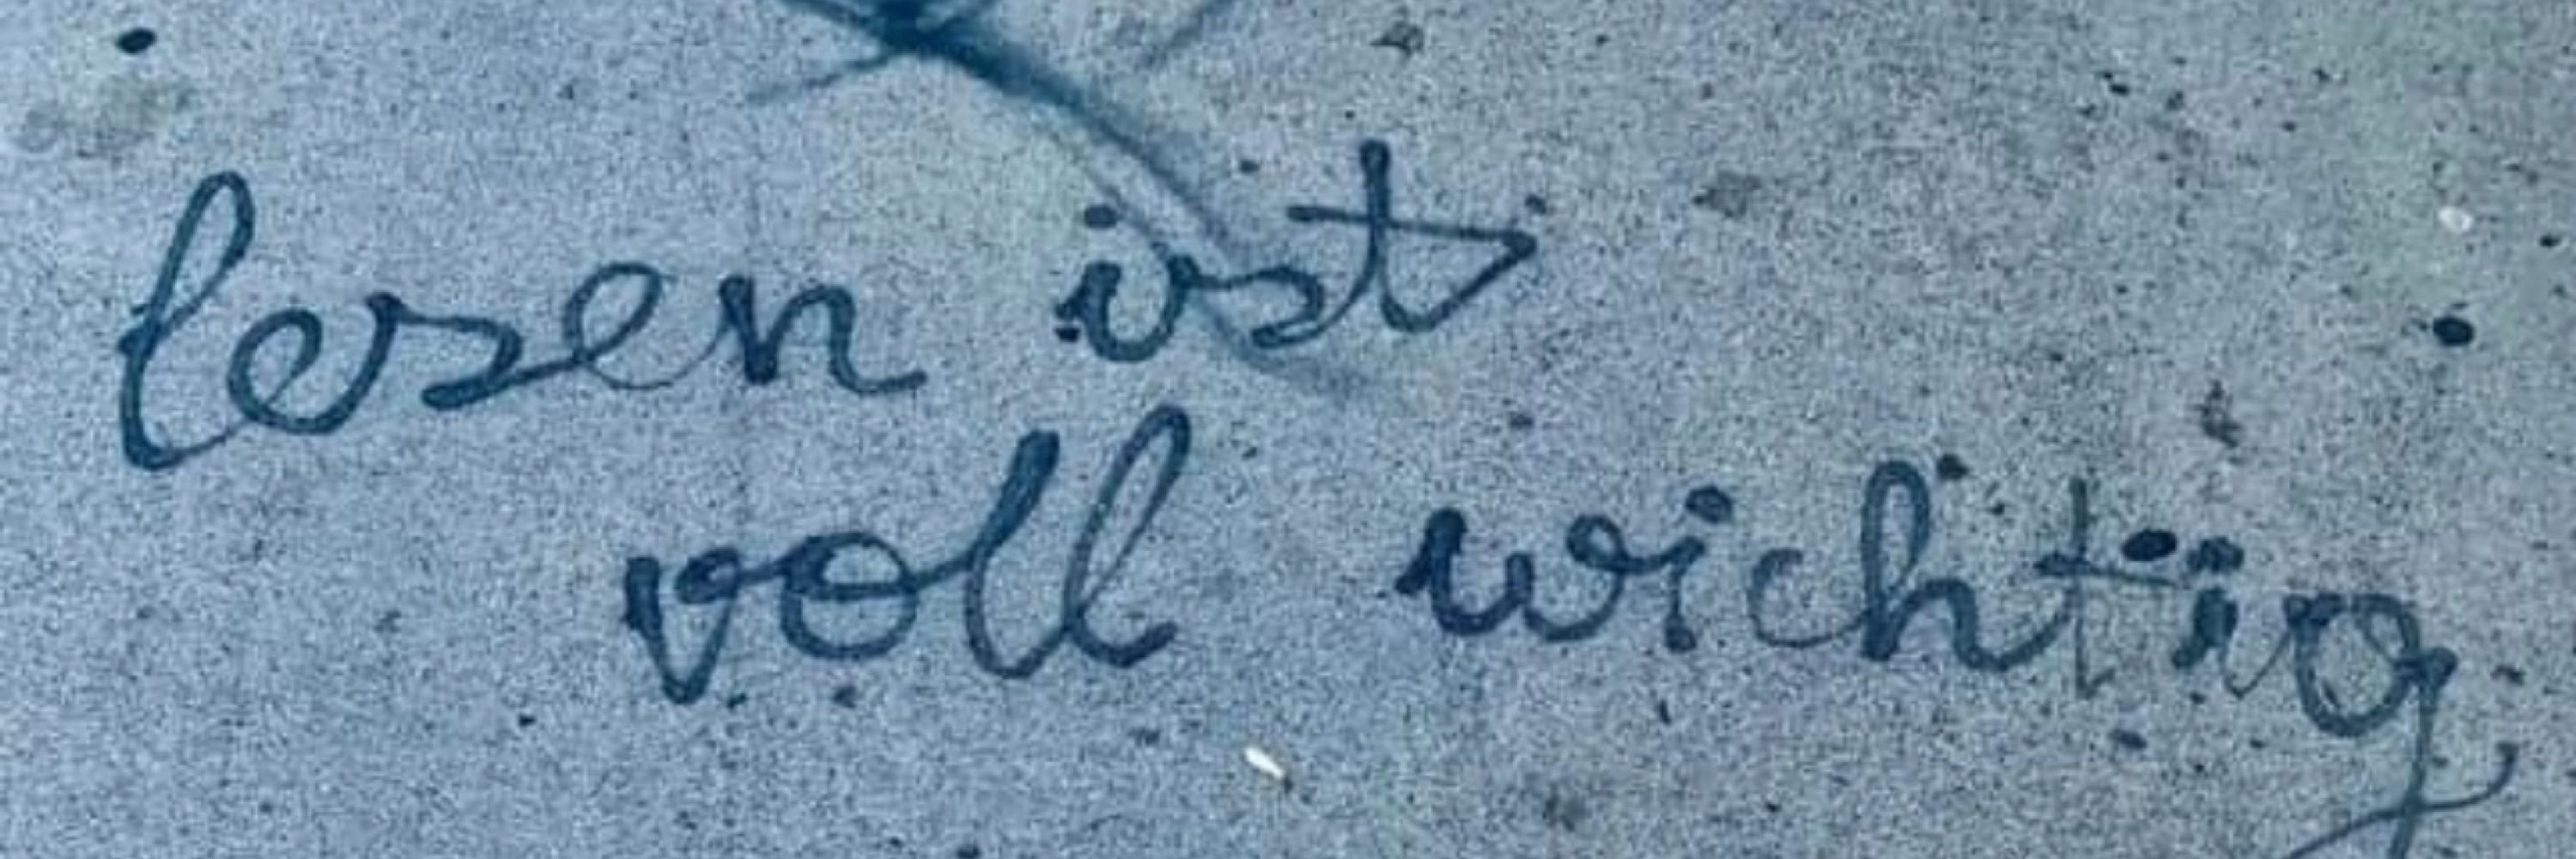 lesen ist
voll wichtig